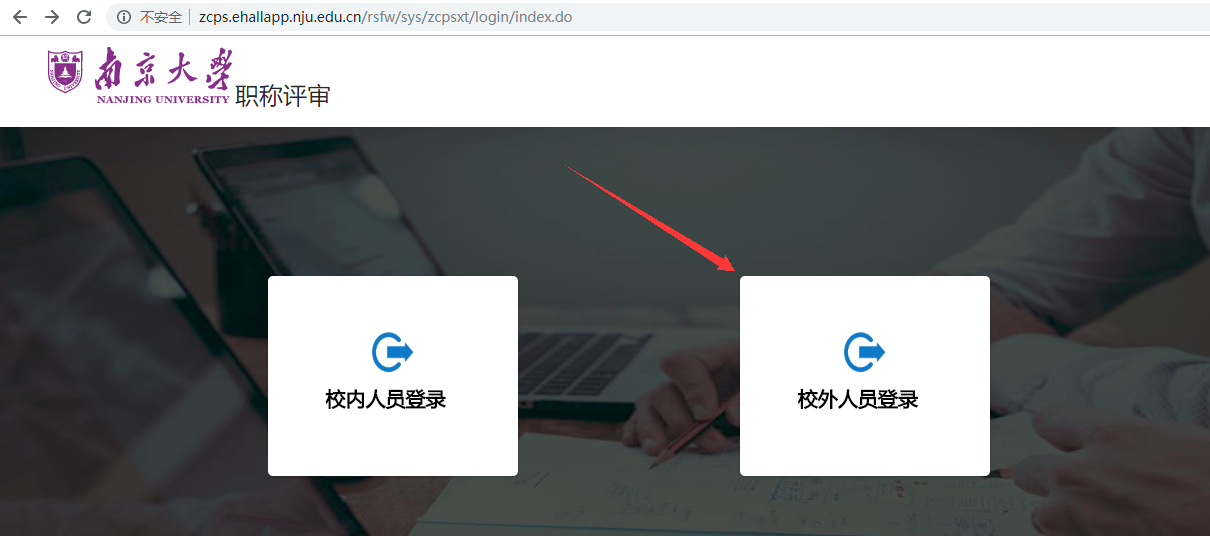 不安全 | zcps.ehallapp.nju.edu.cn/rsfw/sys/zcpsxt/login/index.do
南京大学
NANJING UNIVERSITY 职称评审
校内人员登录
校外人员登录